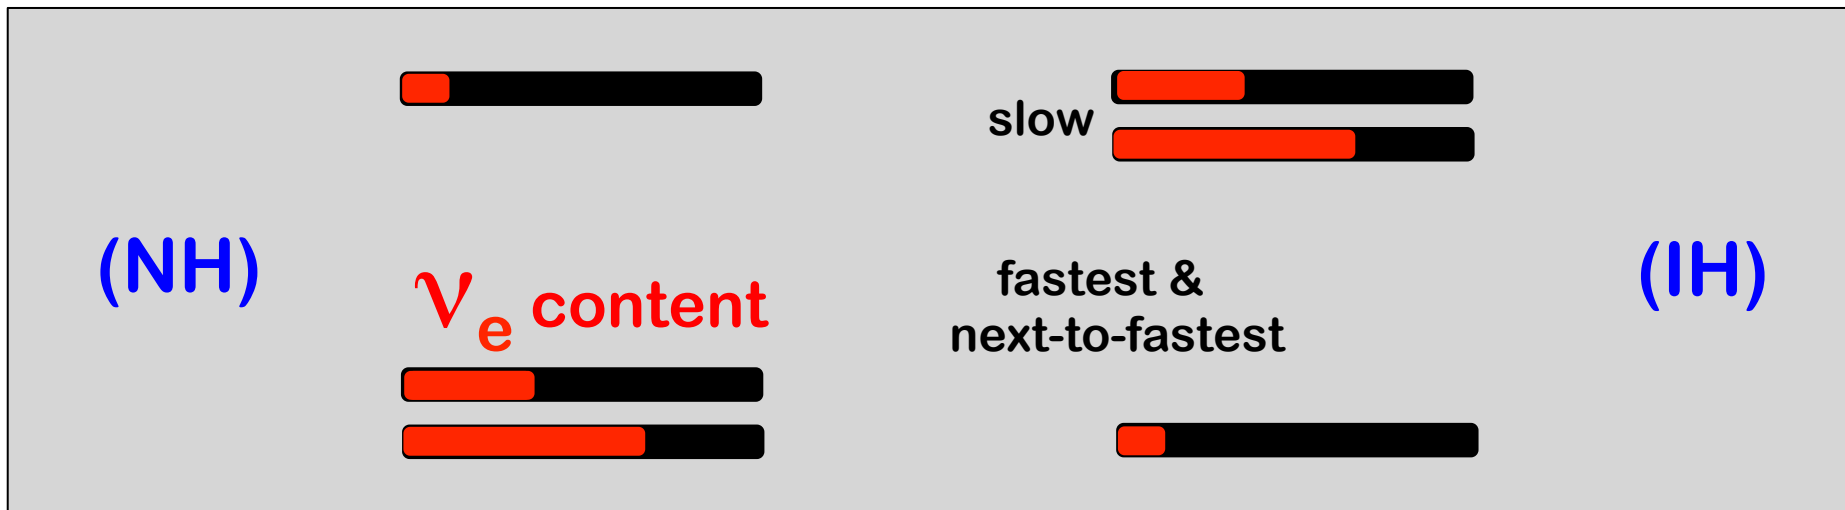 (NH)
νe content
slow
fastest &
next-to-fastest
(IH)